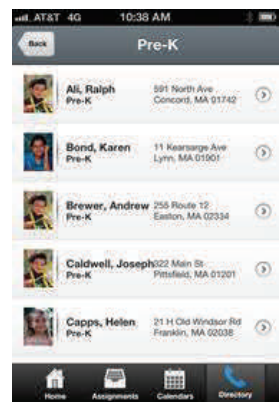 AT&T 4G 10:38 AM
Back
Pre-K
Ali, Ralph 591 North Ave
Pre-K Concord, MA 01742
Bond, Karen 11 Kearsarge Ave
Pre-K Lynn, MA 01901
Brewer, Andrew 255 Route 12
Pre-K Easton, MA 02334
Caldwell, Joseph 322 Main St
Pre-K Pittsfield, MA 01201
Capps, Helen 21 H Old Windsor Rd
Pre-K Franklin, MA 02038
Home Assignments Calendars Directory